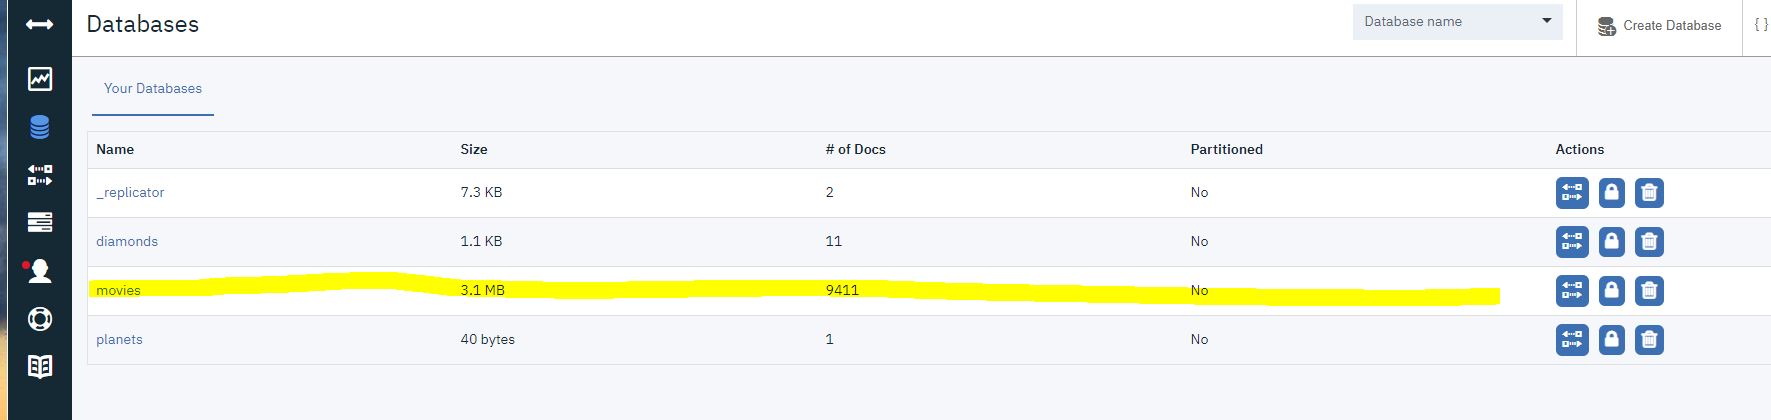 Databases
Database name
Create Database
{ }
Your Databases
Name Size # of Docs Partitioned Actions
_replicator 7.3 KB 2 No
diamonds 1.1 KB 11 No
movies 3.1 MB 9411 No
planets 40 bytes 1 No